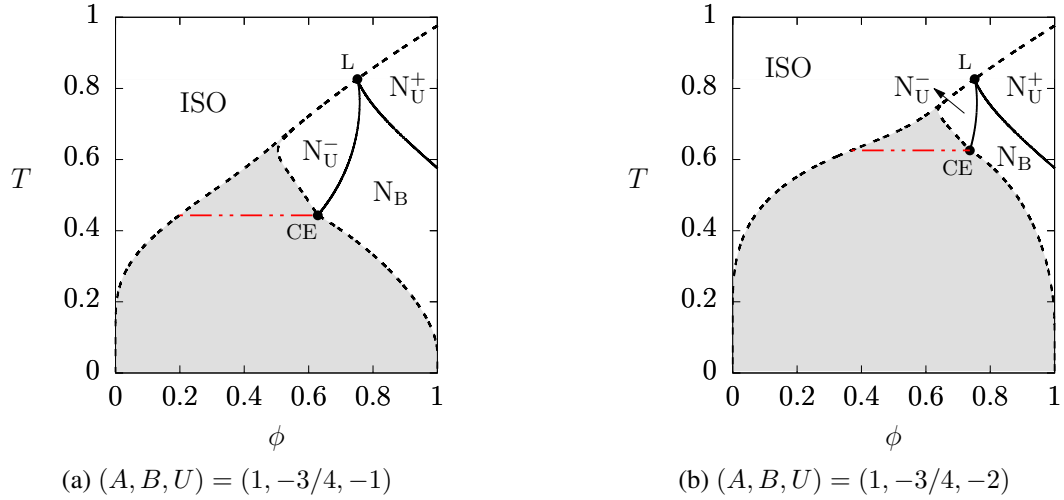 1
0.8
0.6
0.4
0.2
0
T
0 0.2 0.4 0.6 0.8 1
ϕ
ISO
L
N_U^+
N_U^-
N_B
CE
(a) (A, B, U) = (1, −3/4, −1)
1
0.8
0.6
0.4
0.2
0
T
0 0.2 0.4 0.6 0.8 1
ϕ
ISO
L
N_U^+
N_U^-
N_B
CE
(b) (A, B, U) = (1, −3/4, −2)